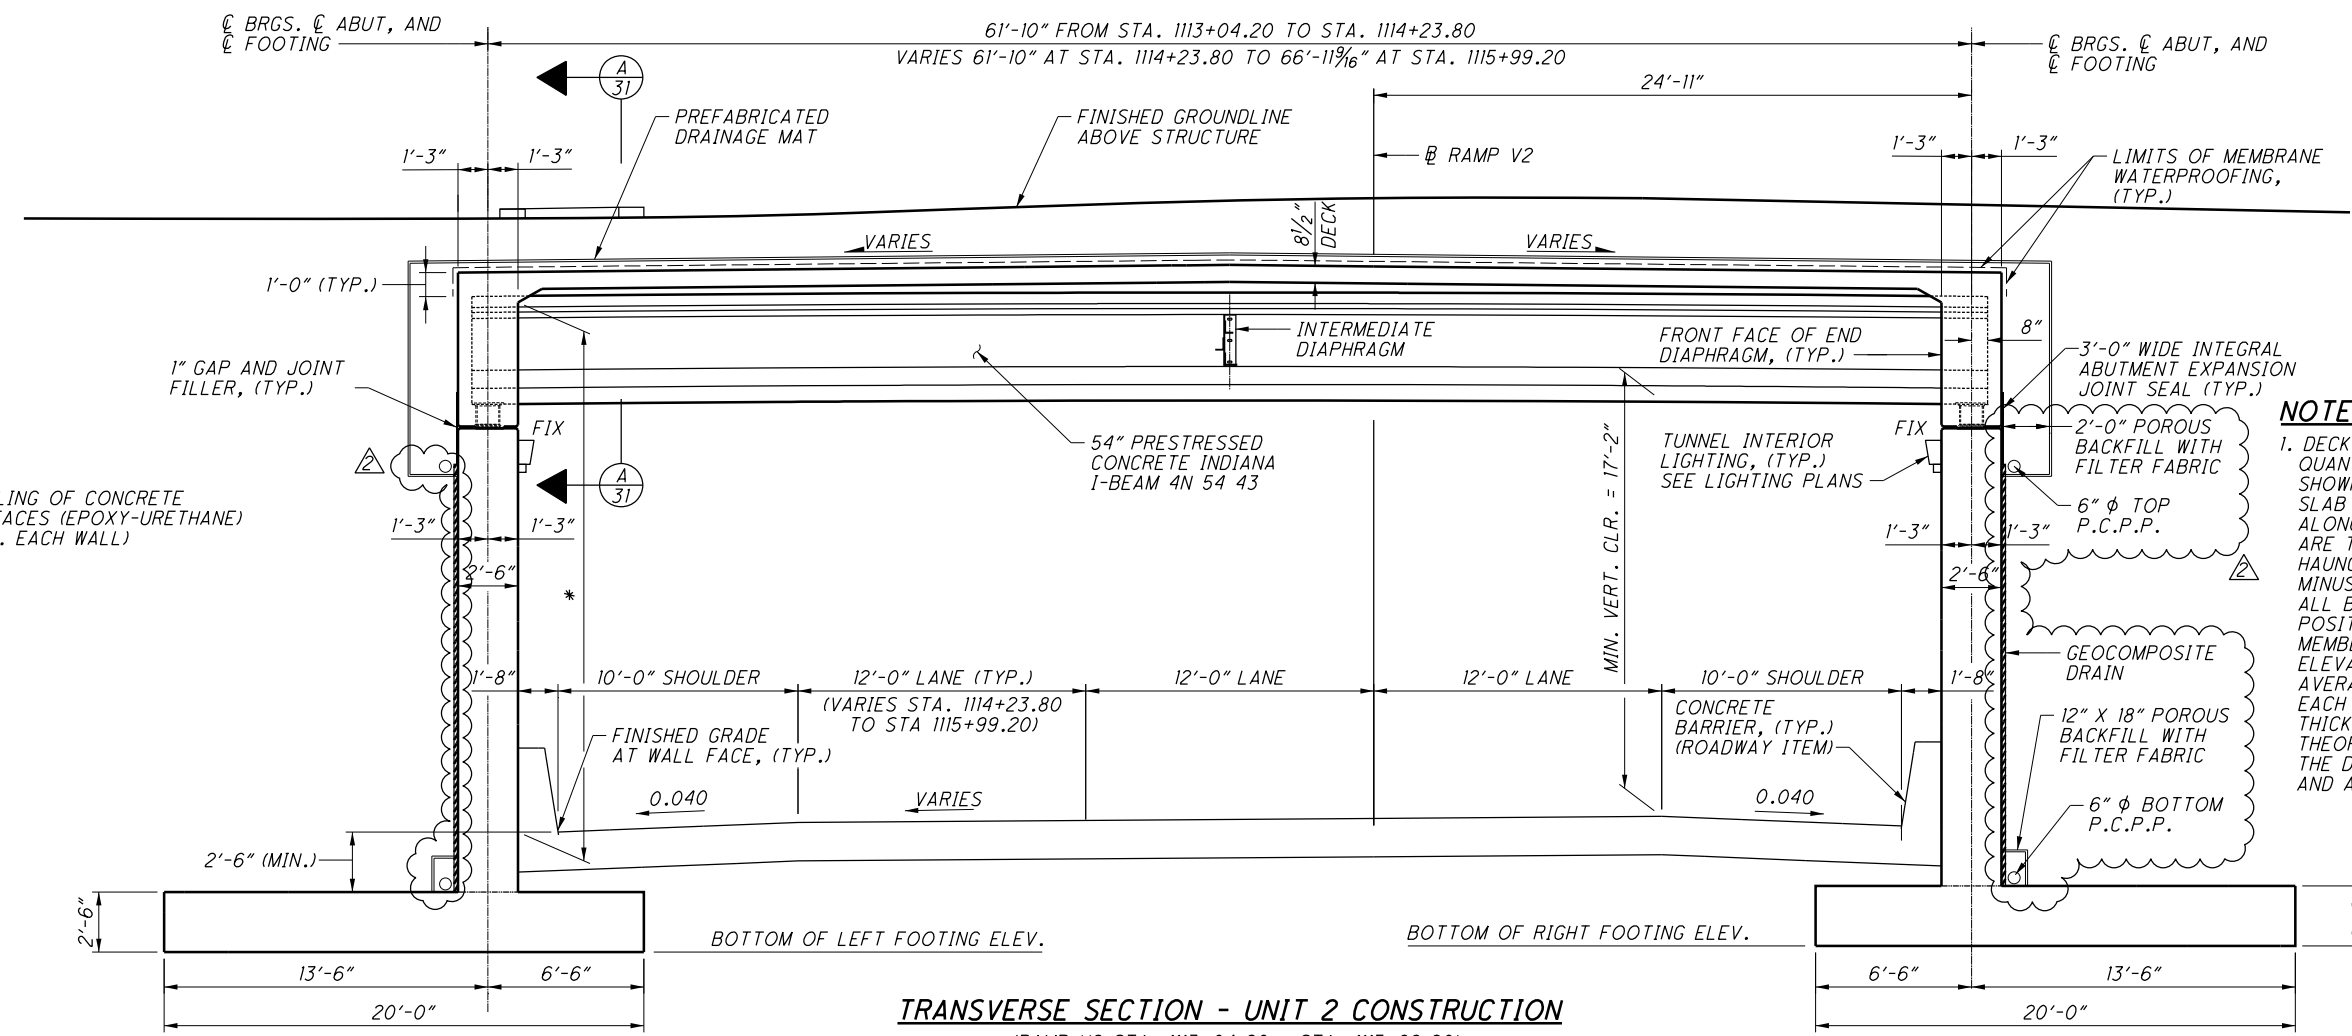 ℄ BRGS. ℄ ABUT, AND
℄ FOOTING
61'-10" FROM STA. 1113+04.20 TO STA. 1114+23.80
VARIES 61'-10" AT STA. 1114+23.80 TO 66'-11 9/16" AT STA. 1115+99.20
℄ BRGS. ℄ ABUT, AND
℄ FOOTING
A
31
24'-11"
PREFABRICATED
DRAINAGE MAT
FINISHED GROUNDLINE
ABOVE STRUCTURE
1'-3"
1'-3"
BL RAMP V2
1'-3"
1'-3"
LIMITS OF MEMBRANE
WATERPROOFING,
(TYP.)
8 1/2"
DECK
VARIES
VARIES
1'-0" (TYP.)
INTERMEDIATE
DIAPHRAGM
FRONT FACE OF END
DIAPHRAGM, (TYP.)
8"
3'-0" WIDE INTEGRAL
ABUTMENT EXPANSION
JOINT SEAL (TYP.)
1" GAP AND JOINT
FILLER, (TYP.)
FIX
54" PRESTRESSED
CONCRETE INDIANA
I-BEAM 4N 54 43
TUNNEL INTERIOR
LIGHTING, (TYP.)
SEE LIGHTING PLANS
FIX
2'-0" POROUS
BACKFILL WITH
FILTER FABRIC
2
A
31
LING OF CONCRETE
FACES (EPOXY-URETHANE)
. EACH WALL)
6" ϕ TOP
P.C.P.P.
1'-3"
1'-3"
1'-3"
1'-3"
2'-6"
2'-6"
2
*
MIN. VERT. CLR. = 17'-2"
NOTE
1. DECK
QUAN
SHOW
SLAB
ALON
ARE T
HAUNC
MINUS
ALL B
POSIT
MEMBE
ELEVA
AVERA
EACH
THICK
THEOR
THE D
AND A
GEOCOMPOSITE
DRAIN
1'-8"
10'-0" SHOULDER
12'-0" LANE (TYP.)
(VARIES STA. 1114+23.80
TO STA 1115+99.20)
12'-0" LANE
12'-0" LANE
10'-0" SHOULDER
1'-8"
CONCRETE
BARRIER, (TYP.)
(ROADWAY ITEM)
FINISHED GRADE
AT WALL FACE, (TYP.)
12" X 18" POROUS
BACKFILL WITH
FILTER FABRIC
0.040
VARIES
0.040
6" ϕ BOTTOM
P.C.P.P.
2'-6" (MIN.)
2'-6"
BOTTOM OF LEFT FOOTING ELEV.
BOTTOM OF RIGHT FOOTING ELEV.
13'-6"
6'-6"
20'-0"
6'-6"
13'-6"
20'-0"
TRANSVERSE SECTION - UNIT 2 CONSTRUCTION